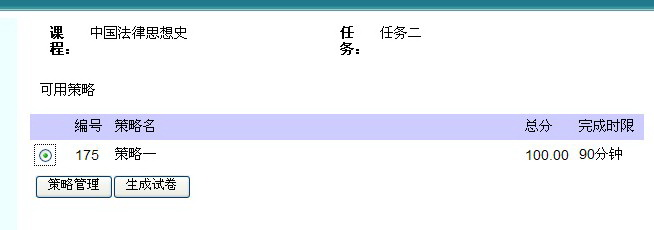 课程： 中国法律思想史 任务： 任务二
可用策略
编号 策略名 总分 完成时限
175 策略一 100.00 90分钟
策略管理 生成试卷